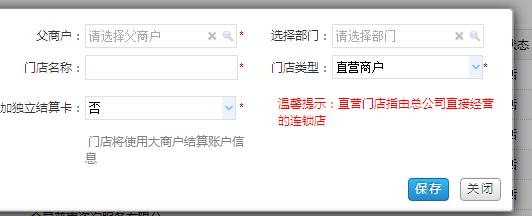 父商户： 请选择父商户 * 选择部门： 请选择部门 状态
门店名称： * 门店类型： 直营商户 *
加独立结算卡： 否 * 温馨提示：直营门店指由总公司直接经营
的连锁店
门店将使用大商户结算账户信
息
保存 关闭